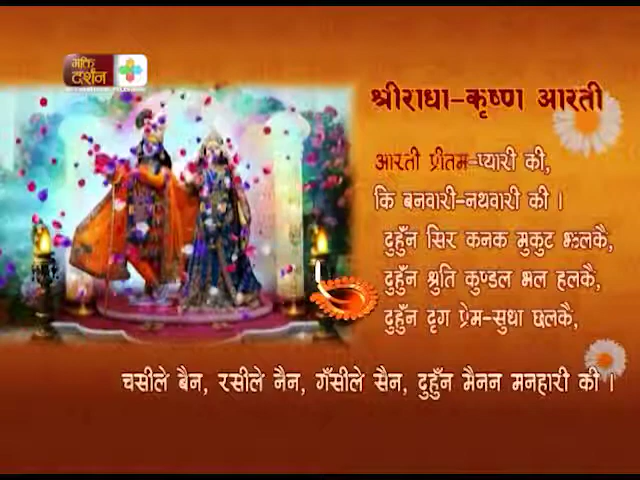 भक्ति
दर्शन
श्रीराधा-कृष्ण आरती
आरती प्रीतम-प्यारी की,
कि बनवारी-नथवारी की ।
दुहुँन सिर कनक मुकुट झलकै,
दुहुँन श्रुति कुण्डल भल हलकै,
दुहुँन दृग प्रेम-सुधा छलकै,
चसीले बैन, रसीले नैन, गँसीले सैन, दुहुँन मैनन मनहारी की ।